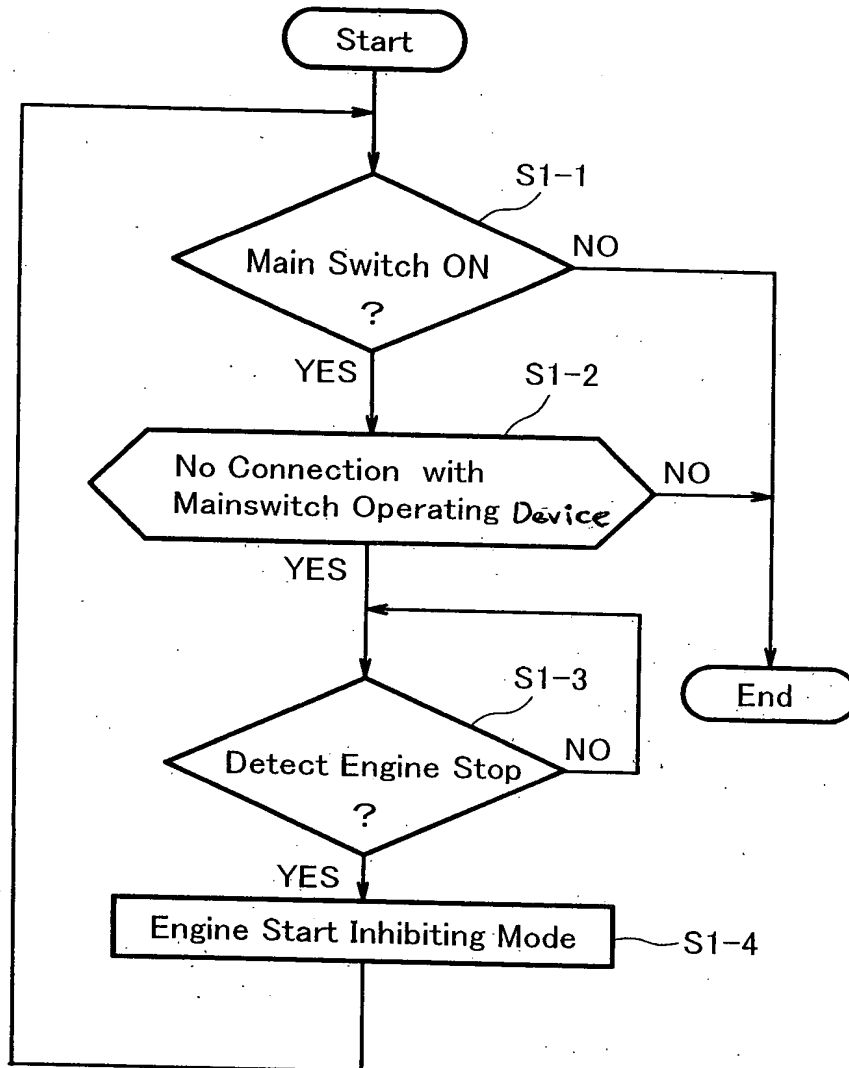 Start
S1-1
Main Switch ON
?
NO
YES
S1-2
No Connection with
Mainswitch Operating Device
NO
YES
S1-3
End
Detect Engine Stop
?
NO
YES
Engine Start Inhibiting Mode
S1-4